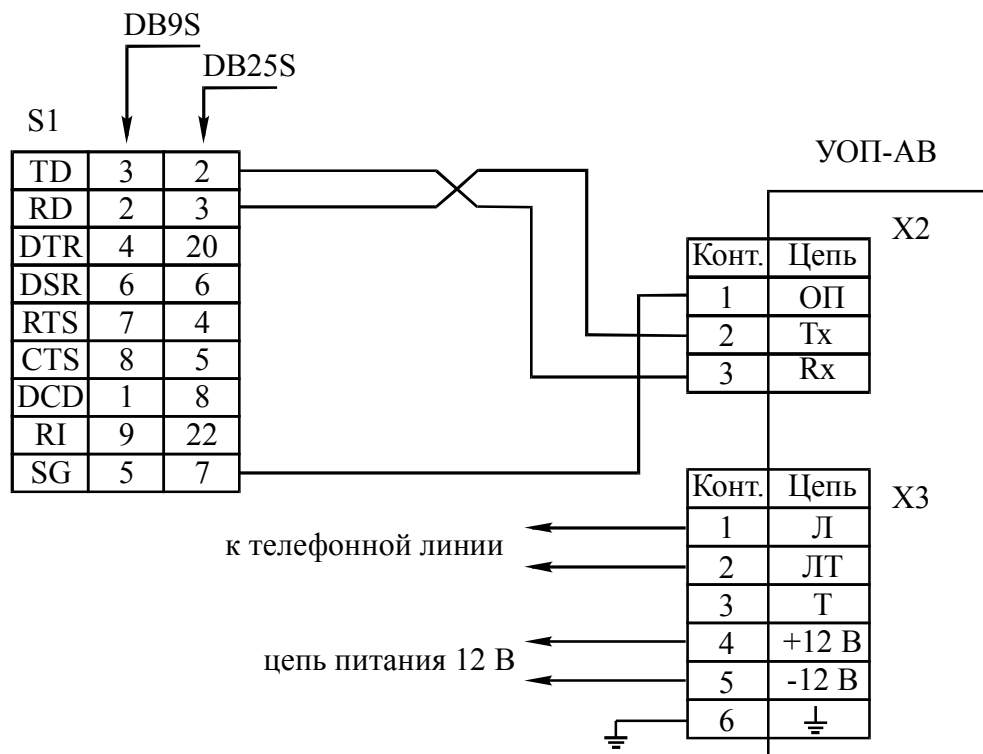 DB9S
DB25S
S1
TD 3 2
RD 2 3
DTR 4 20
DSR 6 6
RTS 7 4
CTS 8 5
DCD 1 8
RI 9 22
SG 5 7
УОП-АВ
X2
Конт. Цепь
1 ОП
2 Tx
3 Rx
X3
Конт. Цепь
1 Л
2 ЛТ
3 Т
4 +12 В
5 -12 В
6
к телефонной линии
цепь питания 12 В